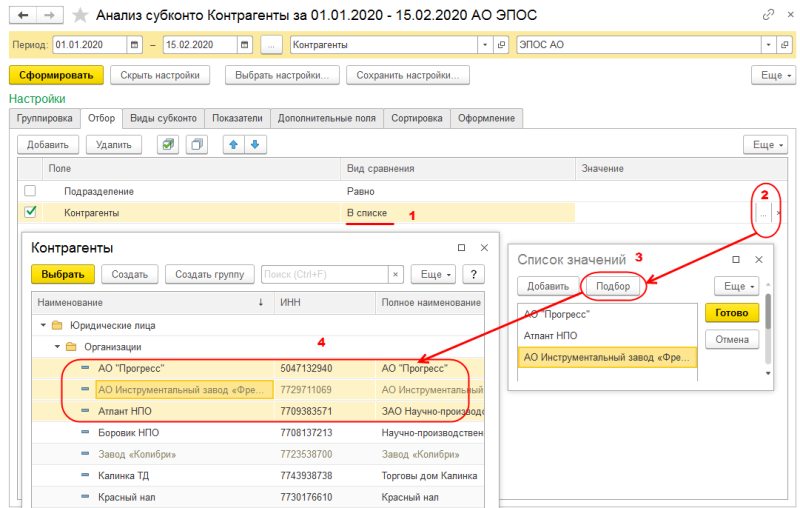 Анализ субконто Контрагенты за 01.01.2020 - 15.02.2020 АО ЭПОС
Период: 01.01.2020 – 15.02.2020 ... Контрагенты ЭПОС АО
Сформировать Скрыть настройки Выбрать настройки... Сохранить настройки... Еще
Настройки
Группировка Отбор Виды субконто Показатели Дополнительные поля Сортировка Оформление
Добавить Удалить Еще
Поле Вид сравнения Значение
Подразделение Равно
Контрагенты В списке 1 2 ... ×
Контрагенты
Выбрать Создать Создать группу Поиск (Ctrl+F) × Еще ?
Наименование ↓ ИНН Полное наименование
Юридические лица
Организации 4
АО "Прогресс" 5047132940 АО "Прогресс"
АО Инструментальный завод «Фре... 7729711069 АО Инструментальный
Атлант НПО 7709383571 ЗАО Научно-производс
Боровик НПО 7708137213 Научно-производствен
Завод «Колибри» 7723538700 Завод «Колибри»
Калинка ТД 7743938738 Торговы дом Калинка
Красный нал 7730176610 Красный нал
Список значений 3
Добавить Подбор Еще
АО "Прогресс" Готово
Атлант НПО Отмена
АО Инструментальный завод «Фре...